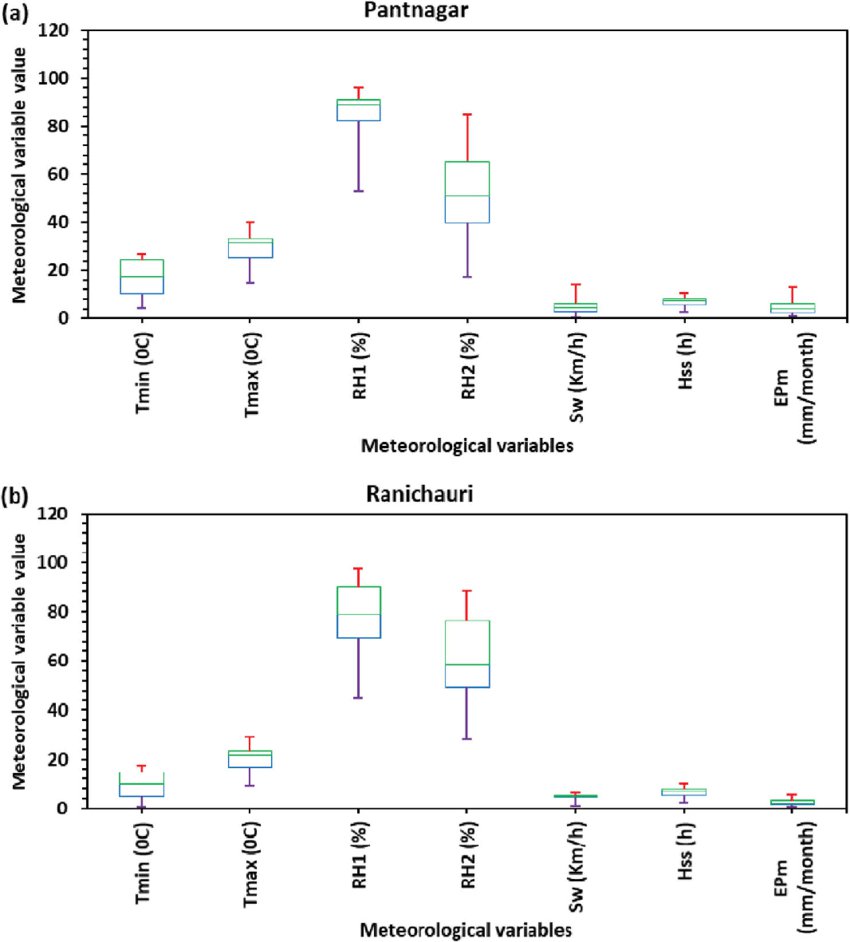 (a)
Pantnagar
Meteorological variable value
120
100
80
60
40
20
0
Tmin (0C)
Tmax (0C)
RH1 (%)
RH2 (%)
Sw (Km/h)
Hss (h)
EPm
(mm/month)
Meteorological variables
(b)
Ranichauri
Meteorological variable value
120
100
80
60
40
20
0
Tmin (0C)
Tmax (0C)
RH1 (%)
RH2 (%)
Sw (Km/h)
Hss (h)
EPm
(mm/month)
Meteorological variables